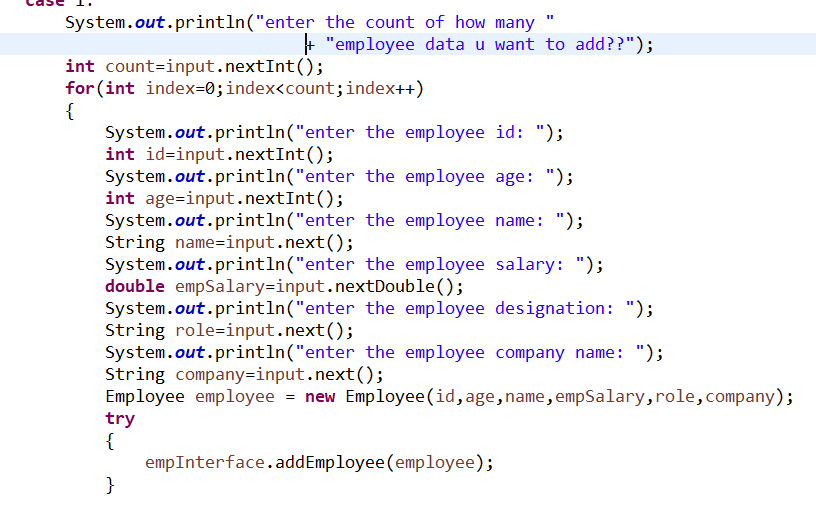 case 1:
System.out.println("enter the count of how many "
+ "employee data u want to add??");
int count=input.nextInt();
for(int index=0;index<count;index++)
{
System.out.println("enter the employee id: ");
int id=input.nextInt();
System.out.println("enter the employee age: ");
int age=input.nextInt();
System.out.println("enter the employee name: ");
String name=input.next();
System.out.println("enter the employee salary: ");
double empSalary=input.nextDouble();
System.out.println("enter the employee designation: ");
String role=input.next();
System.out.println("enter the employee company name: ");
String company=input.next();
Employee employee = new Employee(id,age,name,empSalary,role,company);
try
{
empInterface.addEmployee(employee);
}